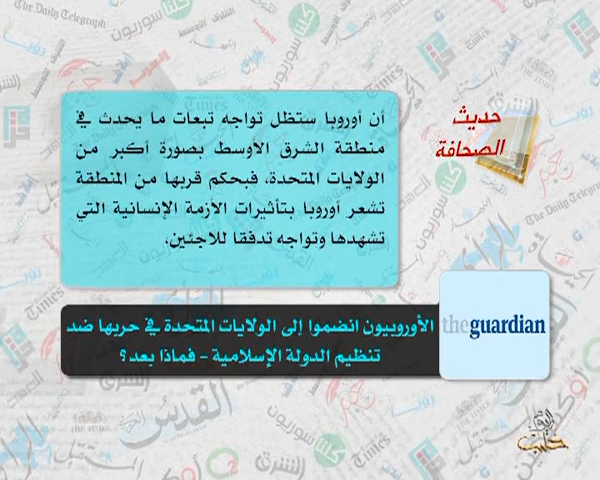 حديث
الصحافة
أن أوروبا ستظل تواجه تبعات ما يحدث في
منطقة الشرق الأوسط بصورة أكبر من
الولايات المتحدة، فبحكم قربها من المنطقة
تشعر أوروبا بتأثيرات الأزمة الإنسانية التي
تشهدها وتواجه تدفقا للاجئين،
theguardian
الأوروبيون انضموا إلى الولايات المتحدة في حربها ضد
تنظيم الدولة الإسلامية - فماذا بعد؟